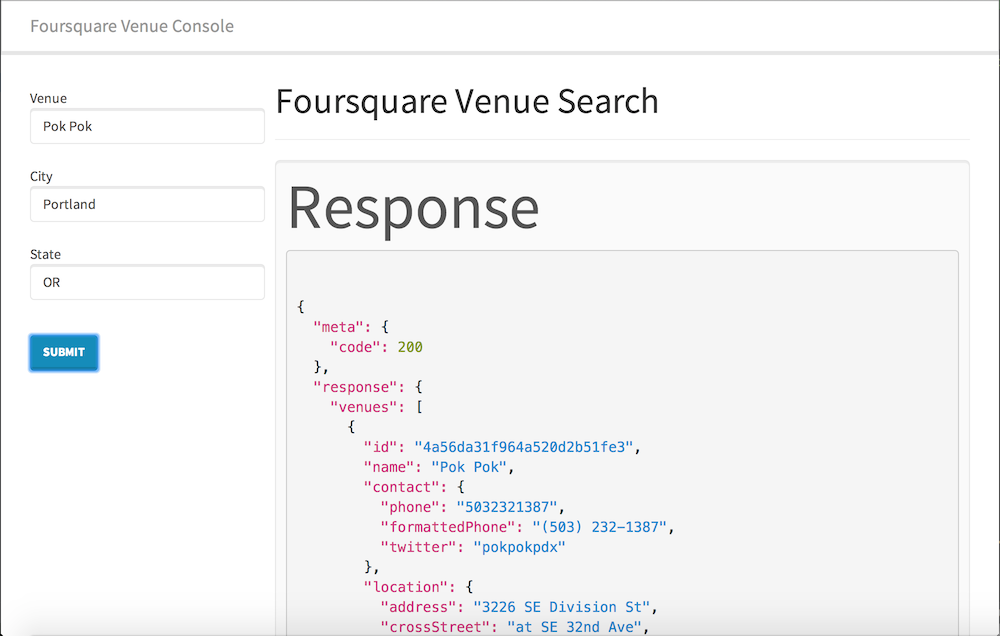 Foursquare Venue Console
Venue
Pok Pok
City
Portland
State
OR
SUBMIT
Foursquare Venue Search
Response
{
"meta": {
"code": 200
},
"response": {
"venues": [
{
"id": "4a56da31f964a520d2b51fe3",
"name": "Pok Pok",
"contact": {
"phone": "5032321387",
"formattedPhone": "(503) 232-1387",
"twitter": "pokpokpdx"
},
"location": {
"address": "3226 SE Division St",
"crossStreet": "at SE 32nd Ave",